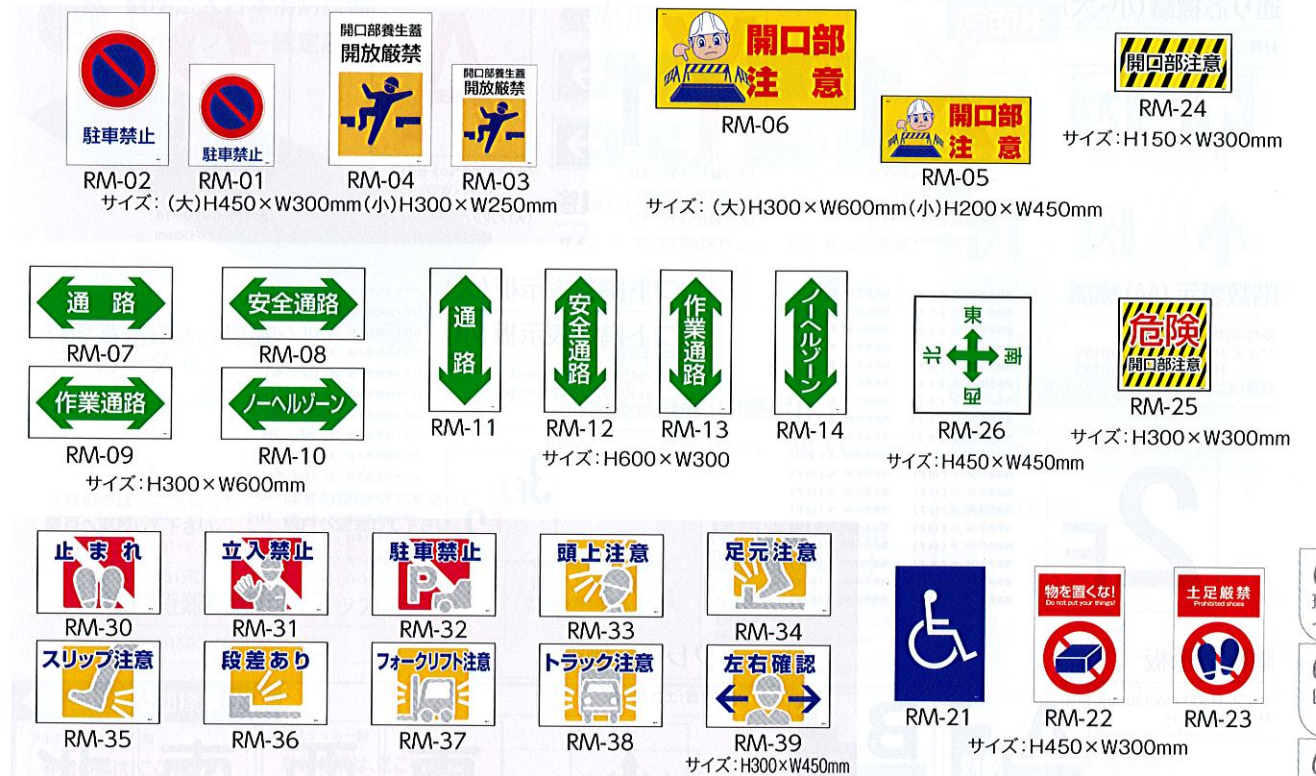 駐車禁止
RM-02
駐車禁止
RM-01
開口部養生蓋
開放厳禁
RM-04
開口部養生蓋
開放厳禁
RM-03
サイズ：(大)H450×W300mm(小)H300×W250mm
開口部
注 意
RM-06
開口部
注 意
RM-05
サイズ：(大)H300×W600mm(小)H200×W450mm
開口部注意
RM-24
サイズ：H150×W300mm
通 路
RM-07
安全通路
RM-08
作業通路
RM-09
ノーヘルゾーン
RM-10
サイズ：H300×W600mm
通路
RM-11
安全通路
RM-12
作業通路
RM-13
ノーヘルゾーン
RM-14
サイズ：H600×W300
東
北
南
西
RM-26
サイズ：H450×W450mm
危険
開口部注意
RM-25
サイズ：H300×W300mm
止まれ
RM-30
立入禁止
RM-31
駐車禁止
P
RM-32
頭上注意
RM-33
足元注意
RM-34
スリップ注意
RM-35
段差あり
RM-36
フォークリフト注意
RM-37
トラック注意
RM-38
左右確認
RM-39
サイズ：H300×W450mm
RM-21
物を置くな!
Do not put your things!
RM-22
土足厳禁
Prohibited shoes
RM-23
サイズ：H450×W300mm